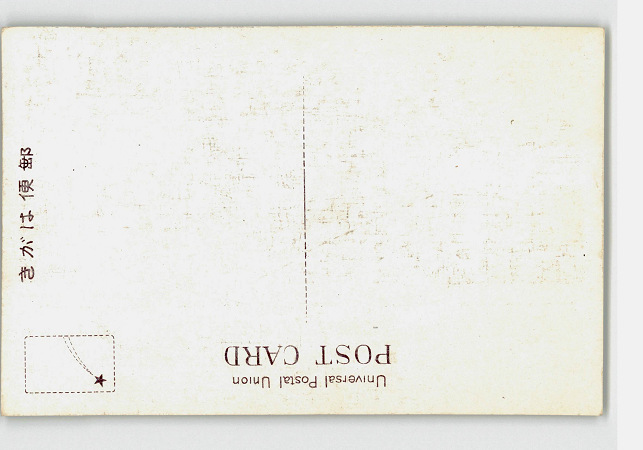 Universal Postal Union
POST CARD
郵便はがき